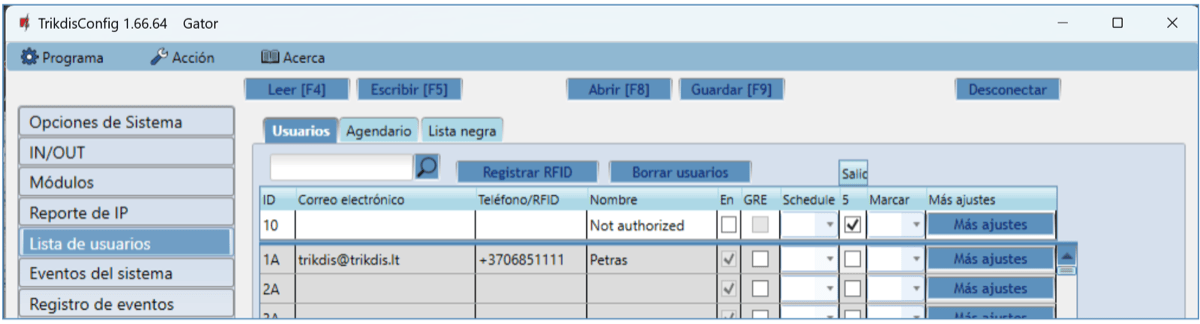 TrikdisConfig 1.66.64 Gator
Programa Acción Acerca
Leer [F4] Escribir [F5] Abrir [F8] Guardar [F9] Desconectar
Opciones de Sistema
IN/OUT
Módulos
Reporte de IP
Lista de usuarios
Eventos del sistema
Registro de eventos
Usuarios Agendario Lista negra
Registrar RFID Borrar usuarios Salic
ID Correo electrónico Teléfono/RFID Nombre En GRE Schedule 5 Marcar Más ajustes
10 Not authorized Más ajustes
1A trikdis@trikdis.lt +3706851111 Petras Más ajustes
2A Más ajustes
3A Más ajustes